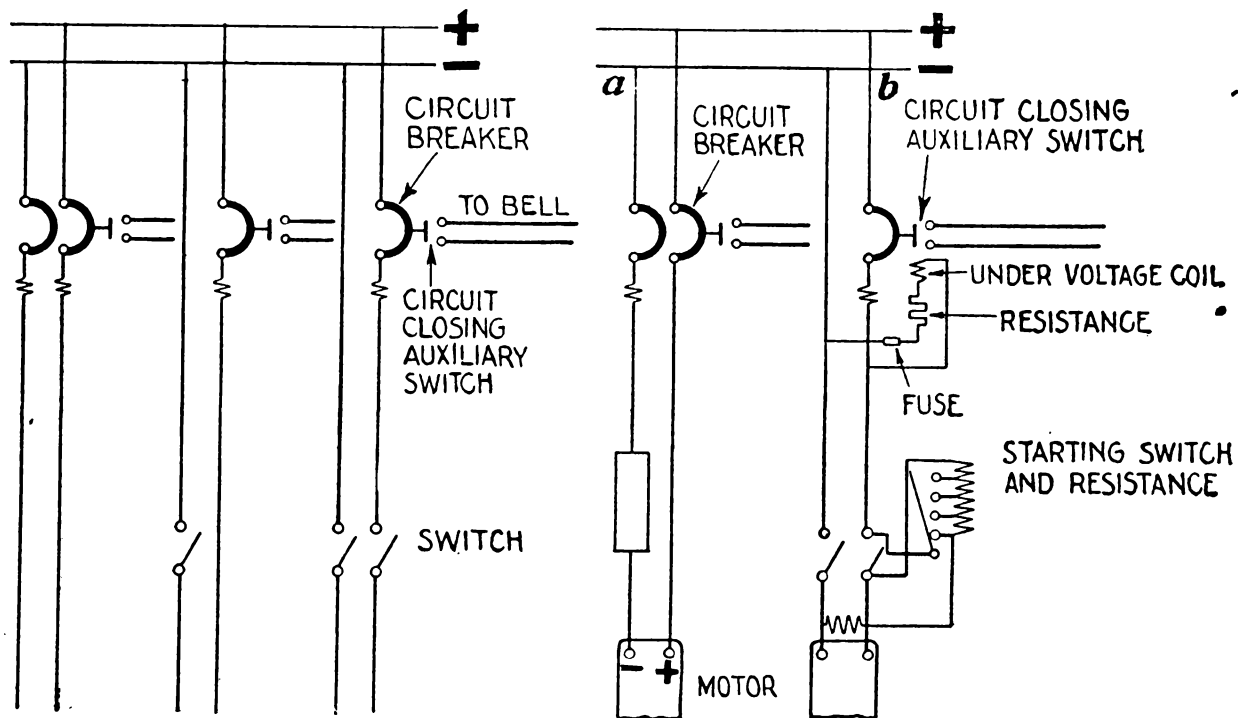 +
−
CIRCUIT
BREAKER
TO BELL
CIRCUIT
CLOSING
AUXILIARY
SWITCH
SWITCH
+
−
a
b
CIRCUIT
BREAKER
CIRCUIT CLOSING
AUXILIARY SWITCH
UNDER VOLTAGE COIL
RESISTANCE
FUSE
STARTING SWITCH
AND RESISTANCE
− +
MOTOR